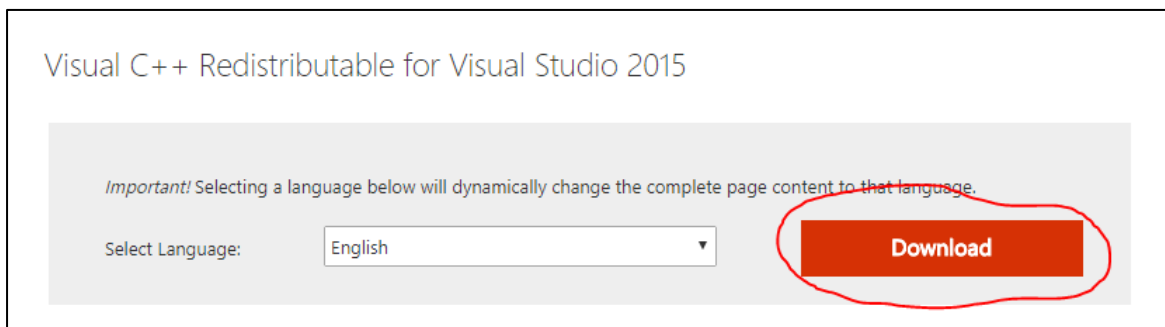 Visual C++ Redistributable for Visual Studio 2015
Important! Selecting a language below will dynamically change the complete page content to that language.
Select Language:
English
Download